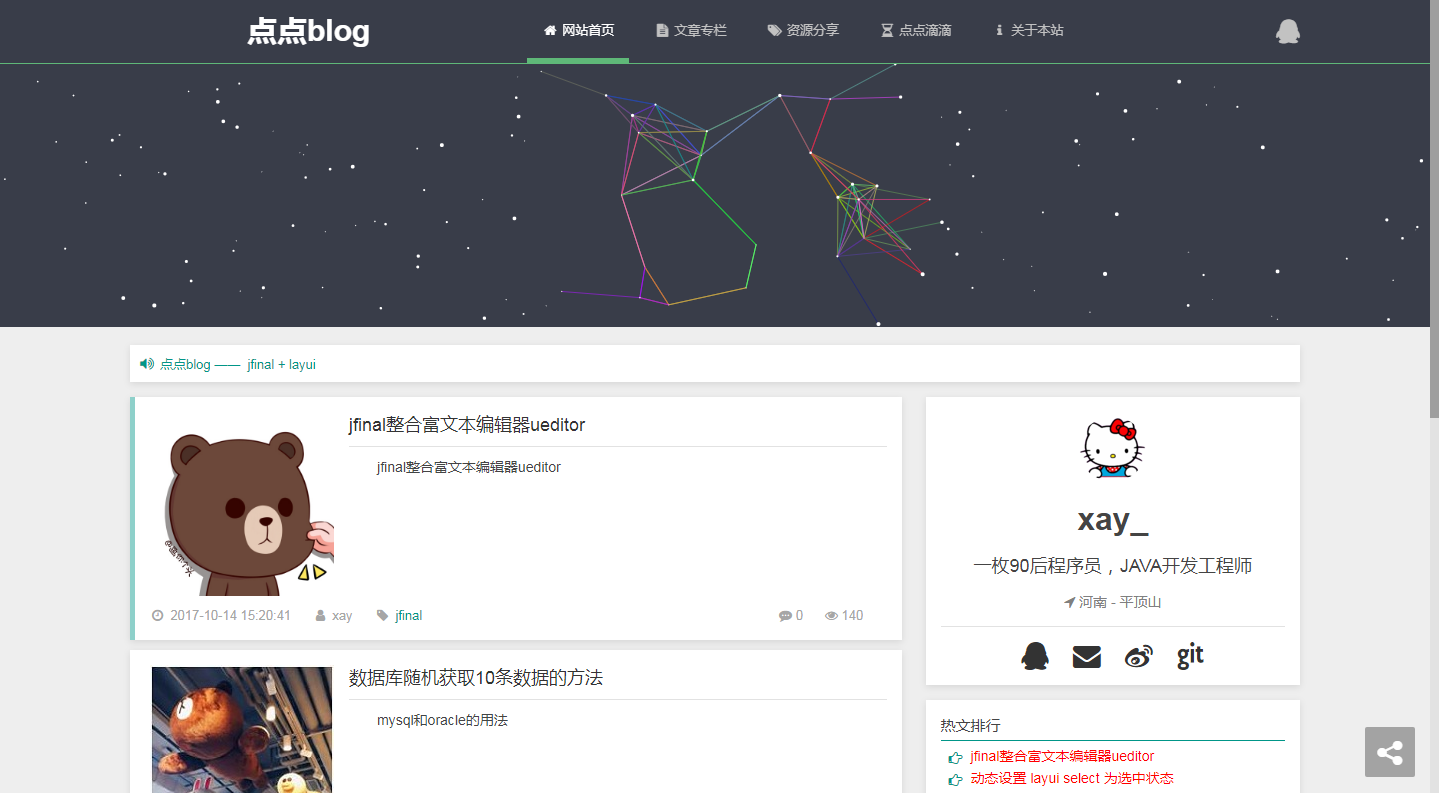 点点blog
网站首页 文章专栏 资源分享 点点滴滴 关于本站
点点blog —— jfinal + layui
jfinal整合富文本编辑器ueditor
jfinal整合富文本编辑器ueditor
2017-10-14 15:20:41 xay jfinal 0 140
数据库随机获取10条数据的方法
mysql和oracle的用法
xay_
一枚90后程序员，JAVA开发工程师
河南 - 平顶山
git
热文排行
jfinal整合富文本编辑器ueditor
动态设置 layui select 为选中状态